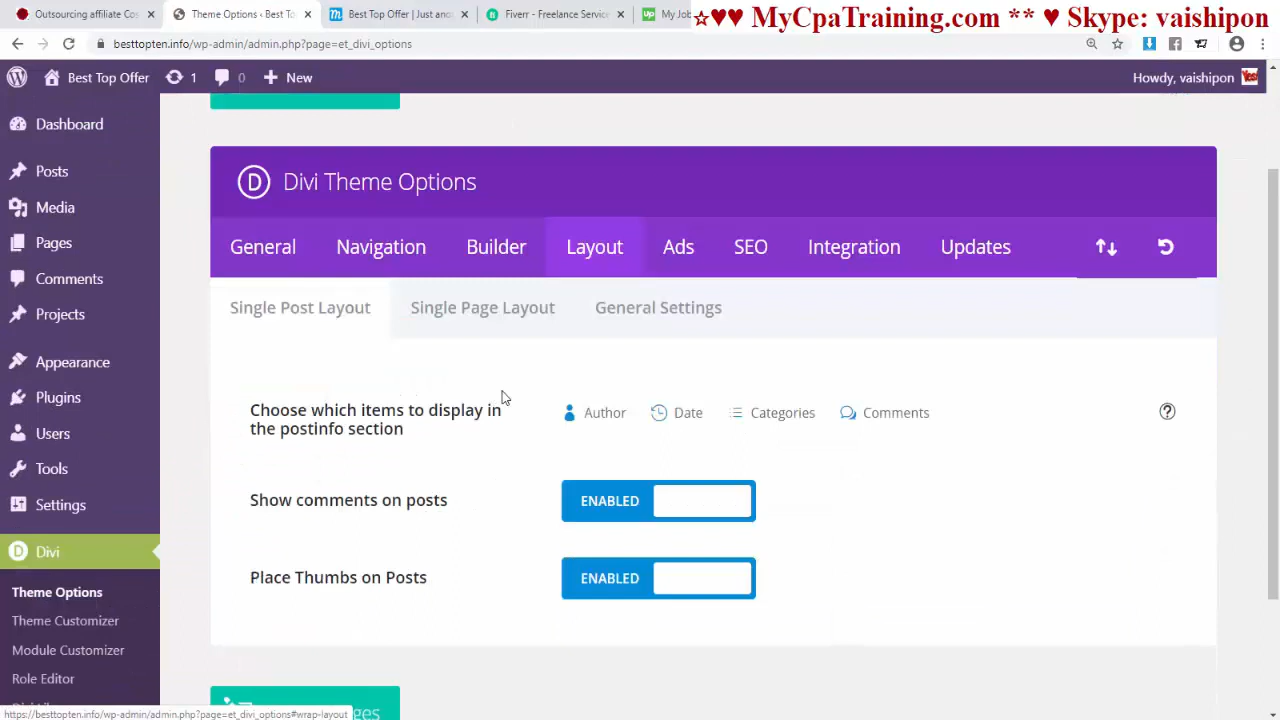 Outsourcing affiliate Cos
Theme Options ‹ Best To
Best Top Offer | Just anot
Fiverr - Freelance Service
My Jo
☆♥♥ MyCpaTraining.com ** ♥ Skype: vaishipon
besttopten.info/wp-admin/admin.php?page=et_divi_options
Best Top Offer
1
0
New
Howdy, vaishipon
Dashboard
Posts
Media
Pages
Comments
Projects
Appearance
Plugins
Users
Tools
Settings
Divi
Theme Options
Theme Customizer
Module Customizer
Role Editor
Divi Theme Options
General
Navigation
Builder
Layout
Ads
SEO
Integration
Updates
Single Post Layout
Single Page Layout
General Settings
Choose which items to display in
the postinfo section
Author
Date
Categories
Comments
Show comments on posts
ENABLED
Place Thumbs on Posts
ENABLED
https://besttopten.info/wp-admin/admin.php?page=et_divi_options#wrap-layout